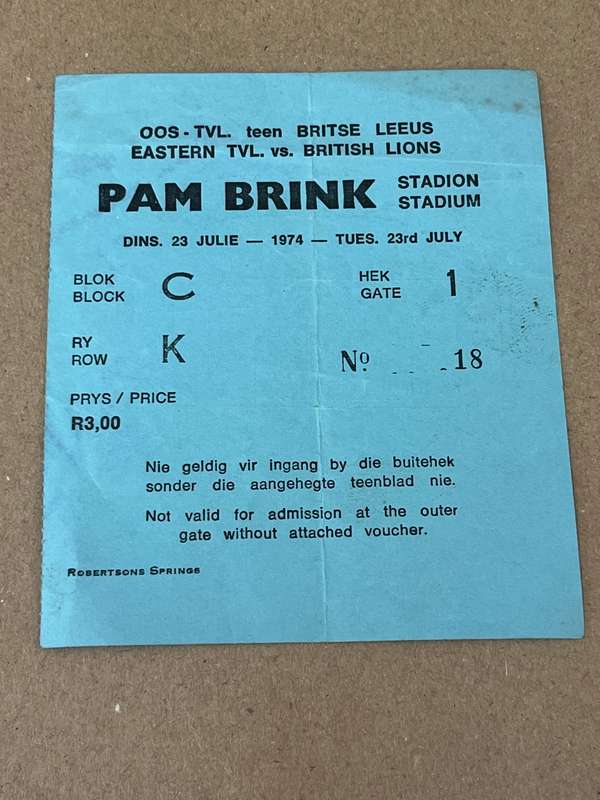 OOS - TVL. teen BRITSE LEEUS
EASTERN TVL. vs. BRITISH LIONS
PAM BRINK STADION
STADIUM
DINS. 23 JULIE — 1974 — TUES. 23rd JULY
BLOK
BLOCK C
HEK
GATE 1
RY
ROW K
Nº 18
PRYS / PRICE
R3,00
Nie geldig vir ingang by die buitehek
sonder die aangehegte teenblad nie.
Not valid for admission at the outer
gate without attached voucher.
ROBERTSONS SPRINGS